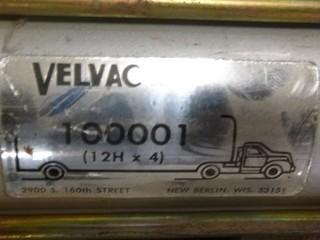 VELVAC
100001
(12H x 4)
2900 S. 160TH STREET NEW BERLIN, WIS. 53151